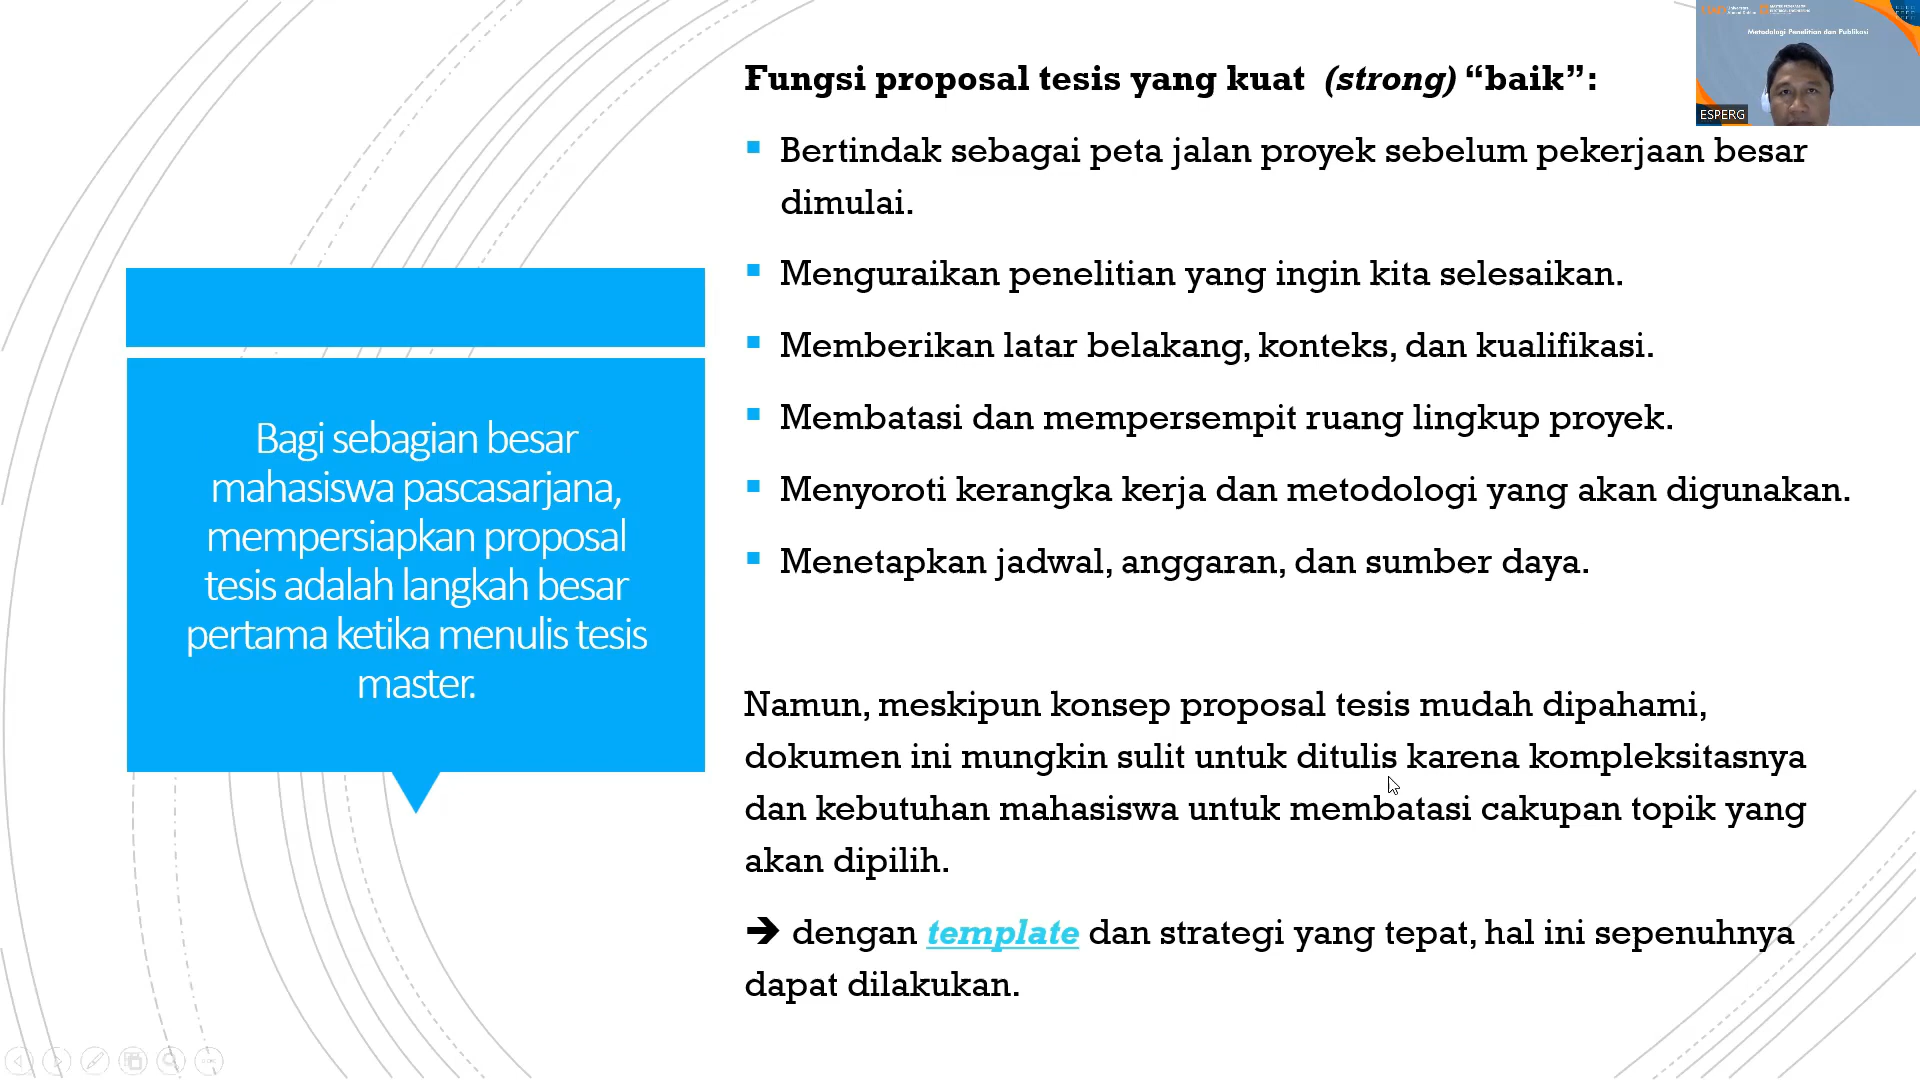 Metodologi Penelitian dan Publikasi
ESPERG
Bagi sebagian besar
mahasiswa pascasarjana,
mempersiapkan proposal
tesis adalah langkah besar
pertama ketika menulis tesis
master.
Fungsi proposal tesis yang kuat (strong) “baik”:
▪ Bertindak sebagai peta jalan proyek sebelum pekerjaan besar
dimulai.
▪ Menguraikan penelitian yang ingin kita selesaikan.
▪ Memberikan latar belakang, konteks, dan kualifikasi.
▪ Membatasi dan mempersempit ruang lingkup proyek.
▪ Menyoroti kerangka kerja dan metodologi yang akan digunakan.
▪ Menetapkan jadwal, anggaran, dan sumber daya.
Namun, meskipun konsep proposal tesis mudah dipahami,
dokumen ini mungkin sulit untuk ditulis karena kompleksitasnya
dan kebutuhan mahasiswa untuk membatasi cakupan topik yang
akan dipilih.
➔ dengan template dan strategi yang tepat, hal ini sepenuhnya
dapat dilakukan.